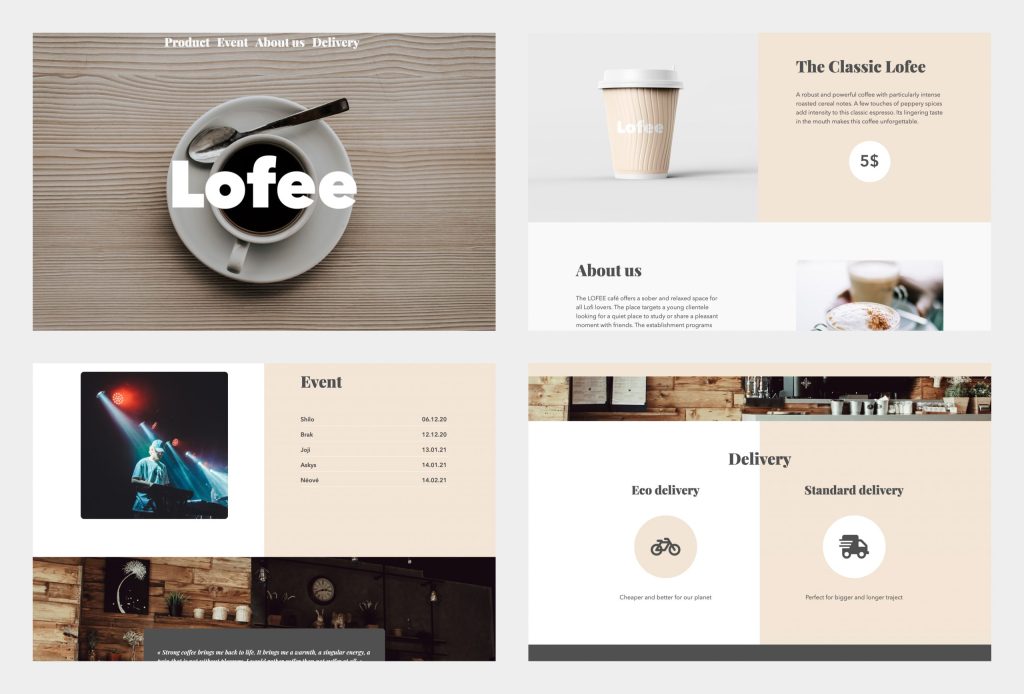 Product Event About us Delivery
Lofee
The Classic Lofee
A robust and powerful coffee with particularly intense
roasted cereal notes. A few touches of peppery spices
add intensity to this classic espresso. Its lingering taste
in the mouth makes this coffee unforgettable.
Lofee
5$
About us
The LOFEE café offers a sober and relaxed space for
all Lofi lovers. The place targets a young clientele
looking for a quiet place to study or share a pleasant
moment with friends. The establishment programs
Event
Shilo 06.12.20
Brak 12.12.20
Joji 13.01.21
Askys 14.01.21
Néové 14.02.21
« Strong coffee brings me back to life. It brings me a warmth, a singular energy, a
Delivery
Eco delivery
Standard delivery
Cheaper and better for our planet
Perfect for bigger and longer traject